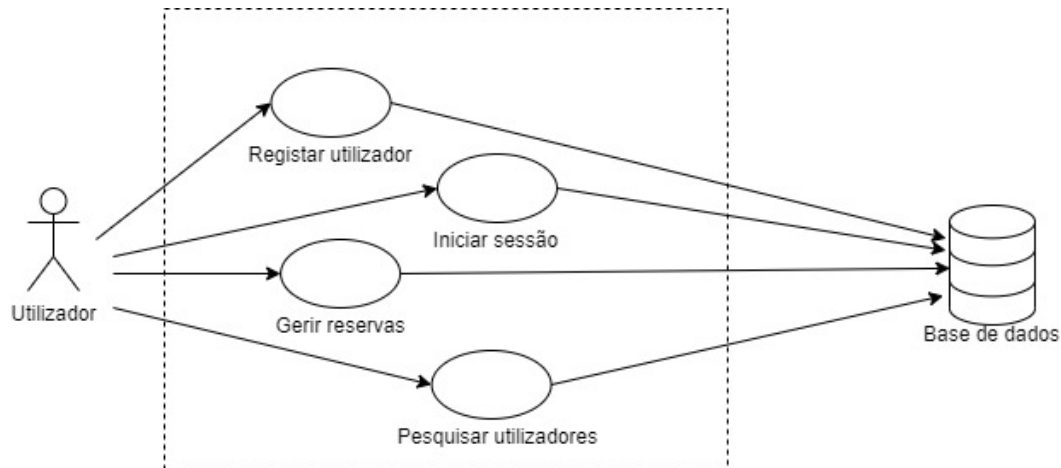 Registar utilizador
Iniciar sessão
Utilizador
Gerir reservas
Base de dados
Pesquisar utilizadores